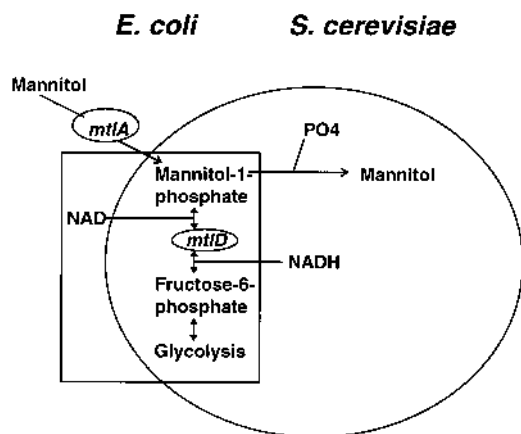 E. coli
S. cerevisiae
Mannitol
mtlA
PO4
Mannitol-1-
phosphate
Mannitol
NAD
mtlD
NADH
Fructose-6-
phosphate
Glycolysis